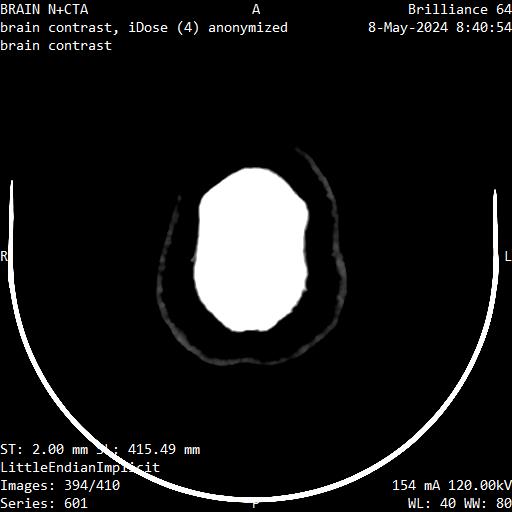 BRAIN N+CTA
A
Brilliance 64
brain contrast, iDose (4) anonymized
8-May-2024 8:40:54
brain contrast
R
L
ST: 2.00 mm SL: 415.49 mm
LittleEndianImplicit
Images: 394/410
154 mA 120.00kV
Series: 601
P
WL: 40 WW: 80